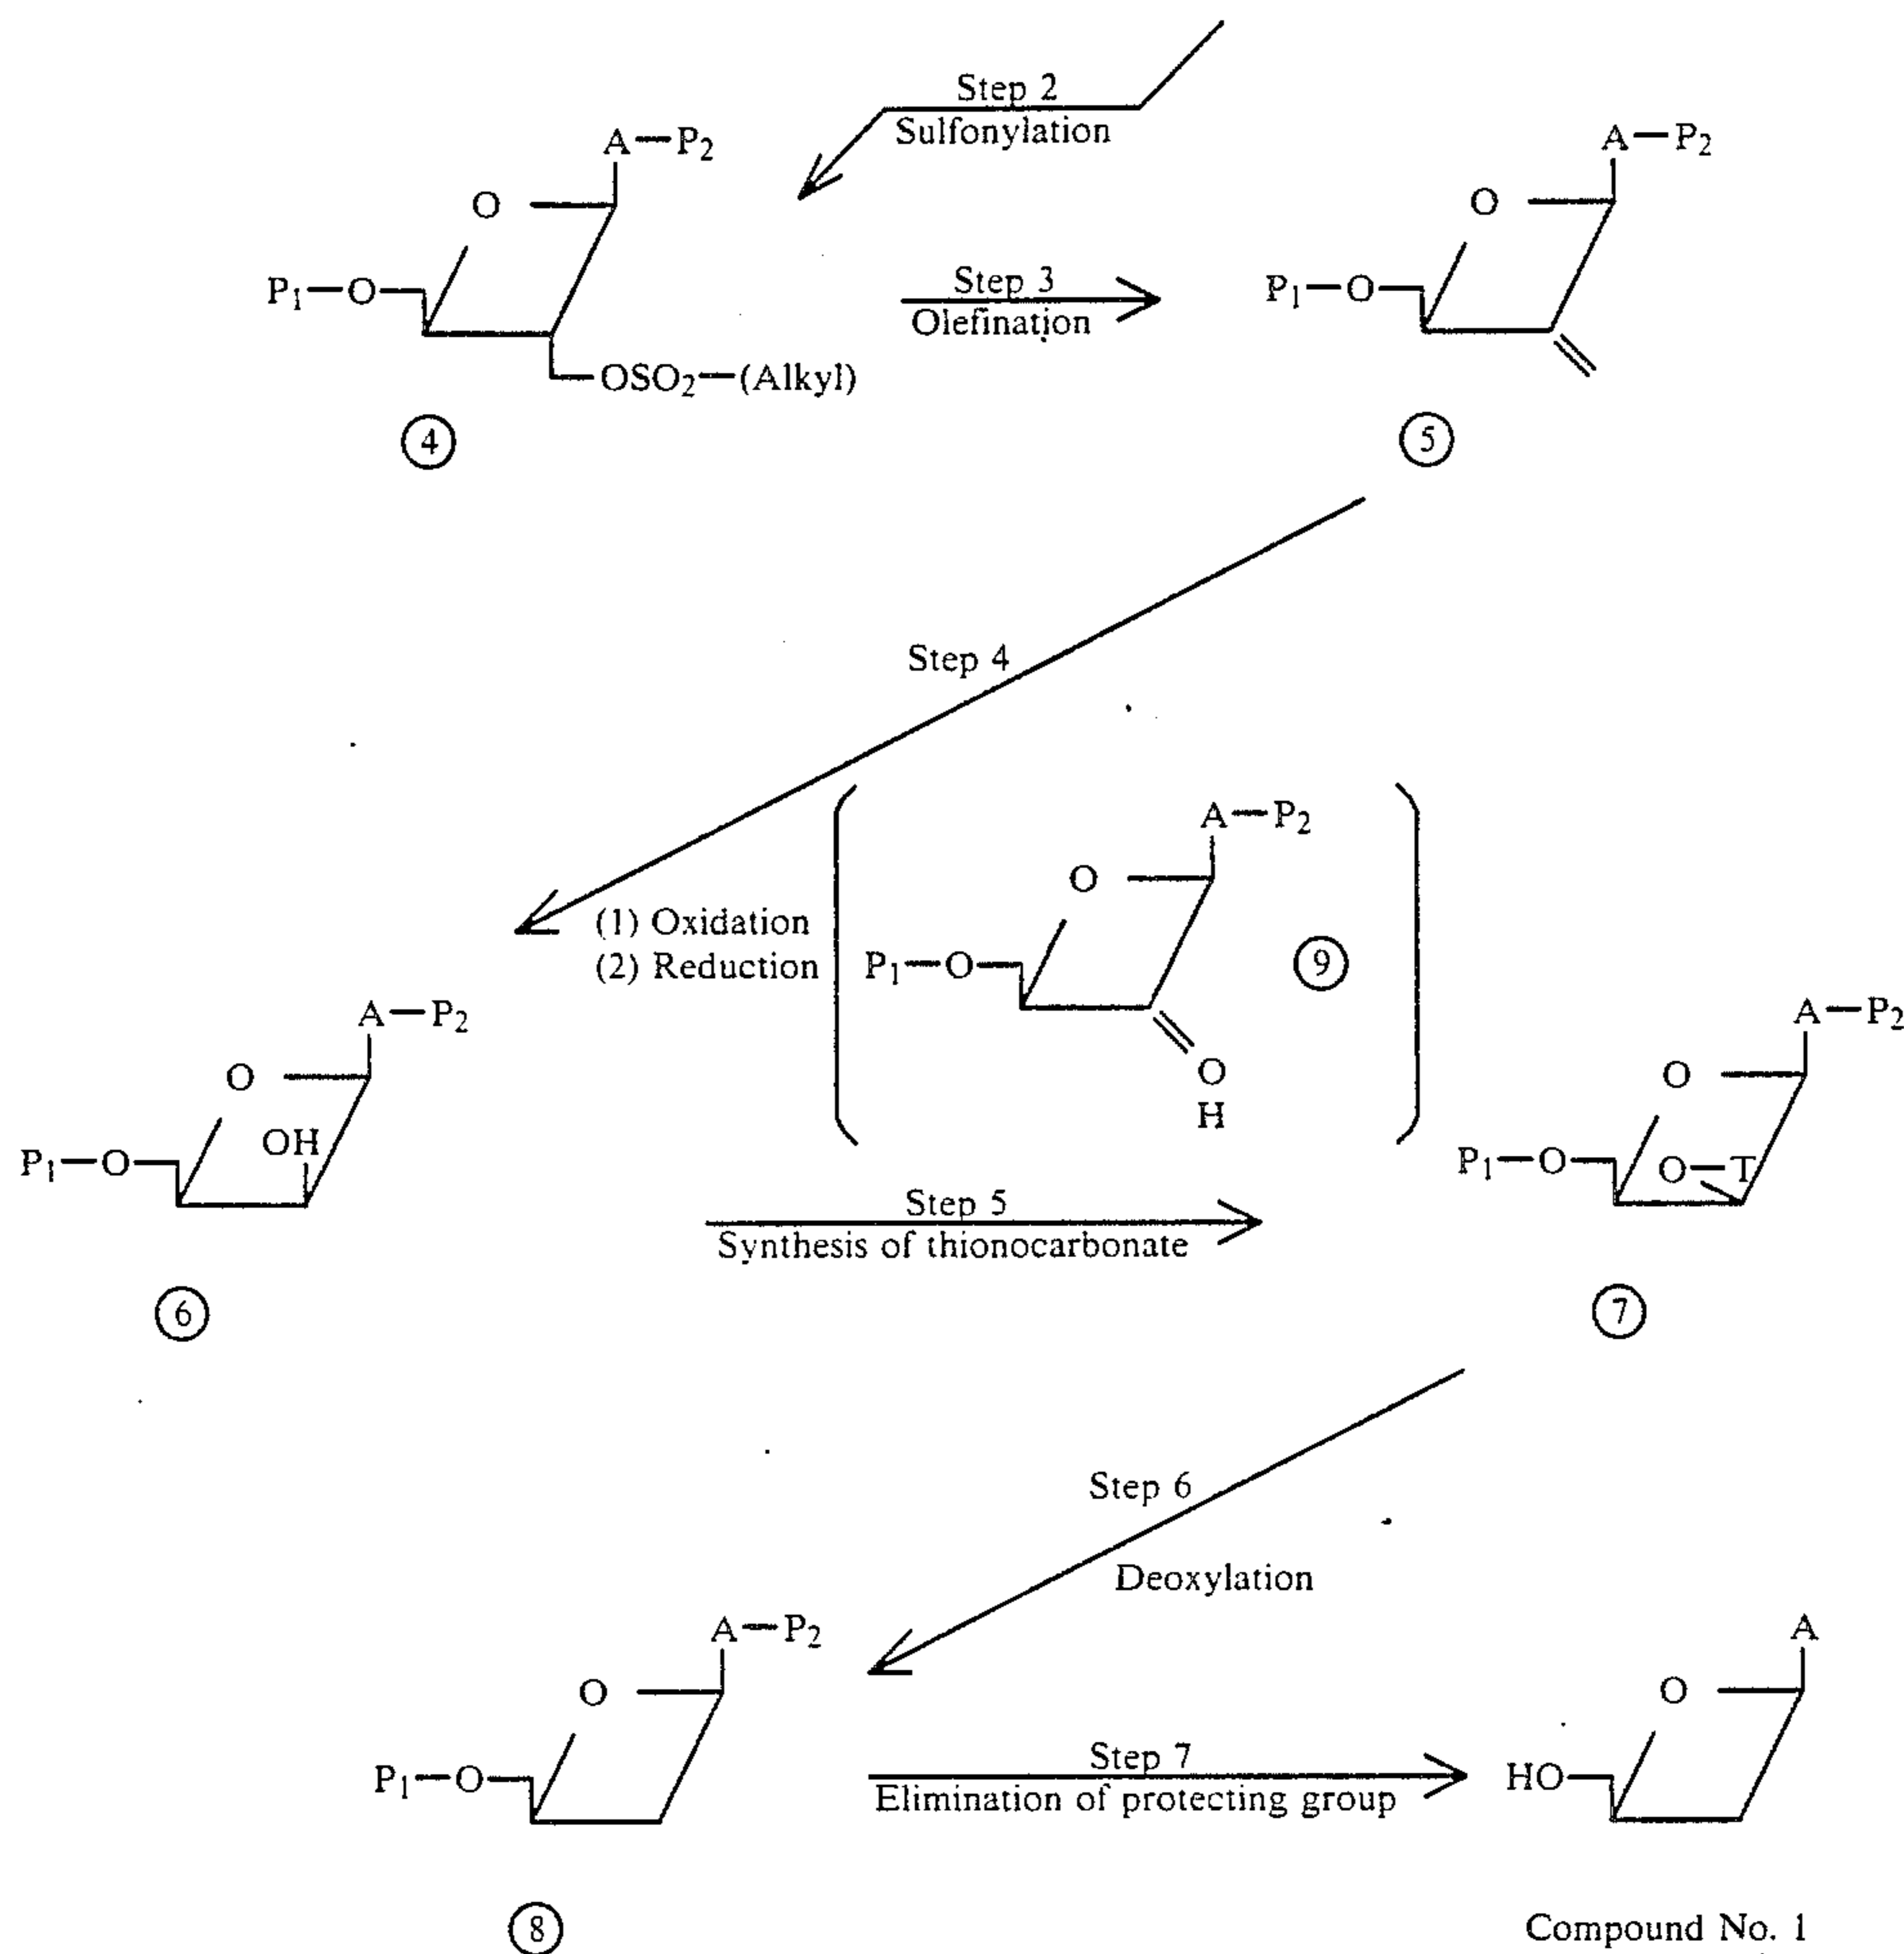 Step 2
Sulfonylation
A—P2
O
P1—O
OSO2—(Alkyl)
4
Step 3
Olefination
A—P2
O
P1—O
5
Step 4
(1) Oxidation
(2) Reduction
A—P2
O
P1—O
O
H
9
A—P2
O
OH
P1—O
6
Step 5
Synthesis of thionocarbonate
A—P2
O
P1—O
O—T
7
Step 6
Deoxylation
A—P2
O
P1—O
8
Step 7
Elimination of protecting group
A
O
HO
Compound No. 1